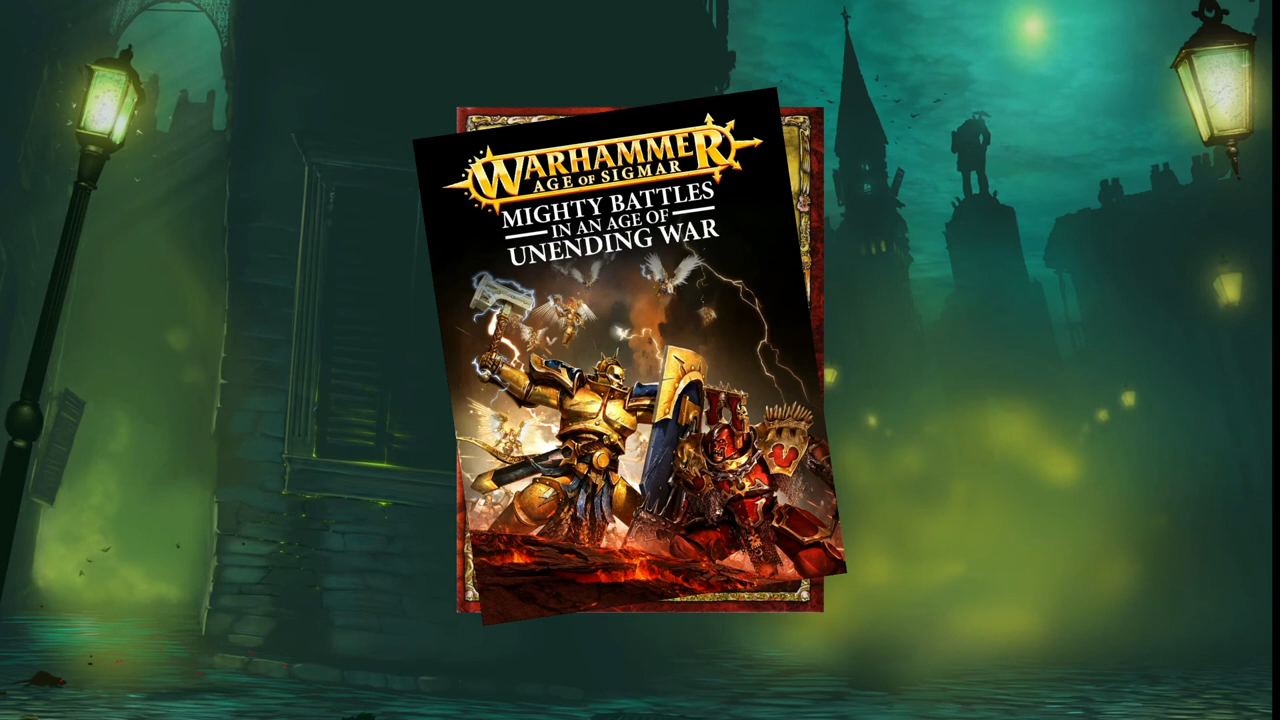 WARHAMMER
AGE OF SIGMAR
MIGHTY BATTLES
IN AN AGE OF
UNENDING WAR